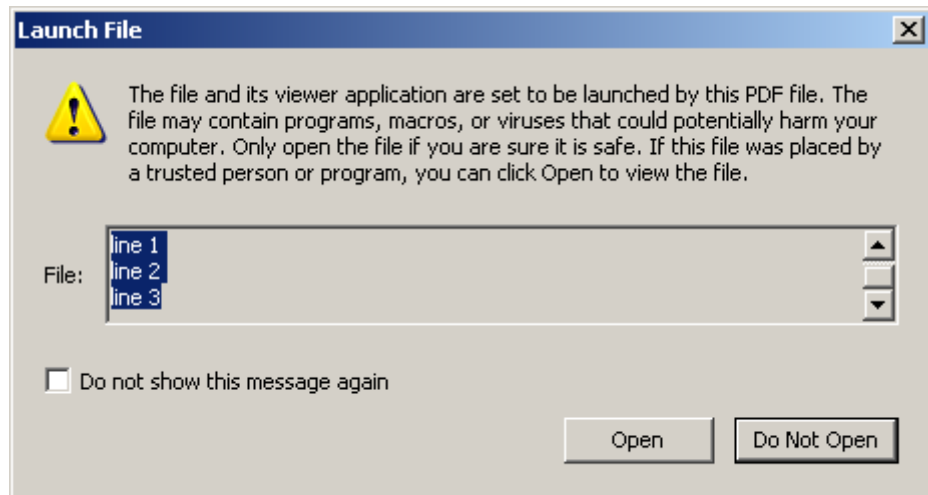 Launch File
The file and its viewer application are set to be launched by this PDF file. The
file may contain programs, macros, or viruses that could potentially harm your
computer. Only open the file if you are sure it is safe. If this file was placed by
a trusted person or program, you can click Open to view the file.
File:
line 1
line 2
line 3
Do not show this message again
Open
Do Not Open